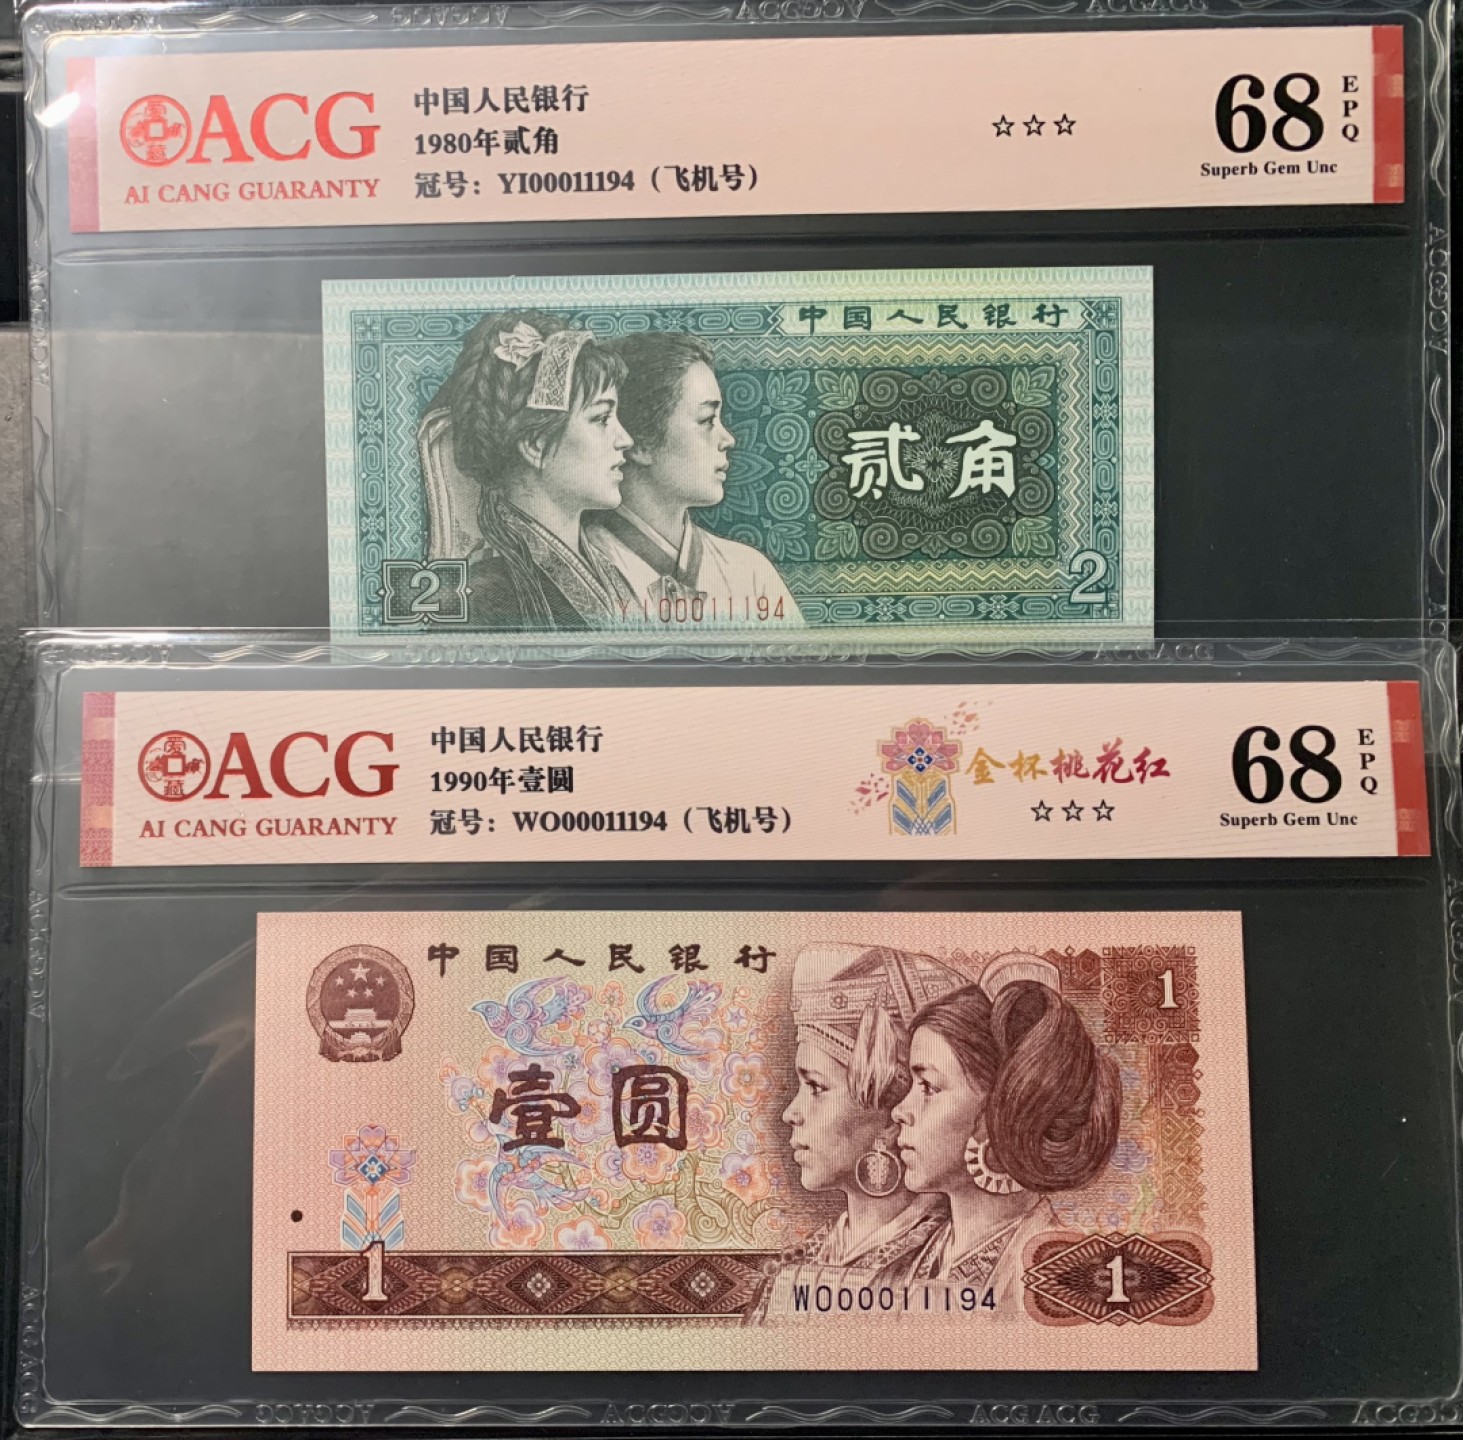 ACG
AI CANG GUARANTY
中国人民银行
1980年贰角
冠号：YI00011194（飞机号）
☆☆☆
68
EPQ
Superb Gem Unc
中国人民银行
贰角
2
2
YI00011194
爱藏
ACG
AI CANG GUARANTY
中国人民银行
1990年壹圆
冠号：WO00011194（飞机号）
金杯桃花红
☆☆☆
68
EPQ
Superb Gem Unc
中国人民银行
1
壹圆
1
1
WO00011194
ACG ACG